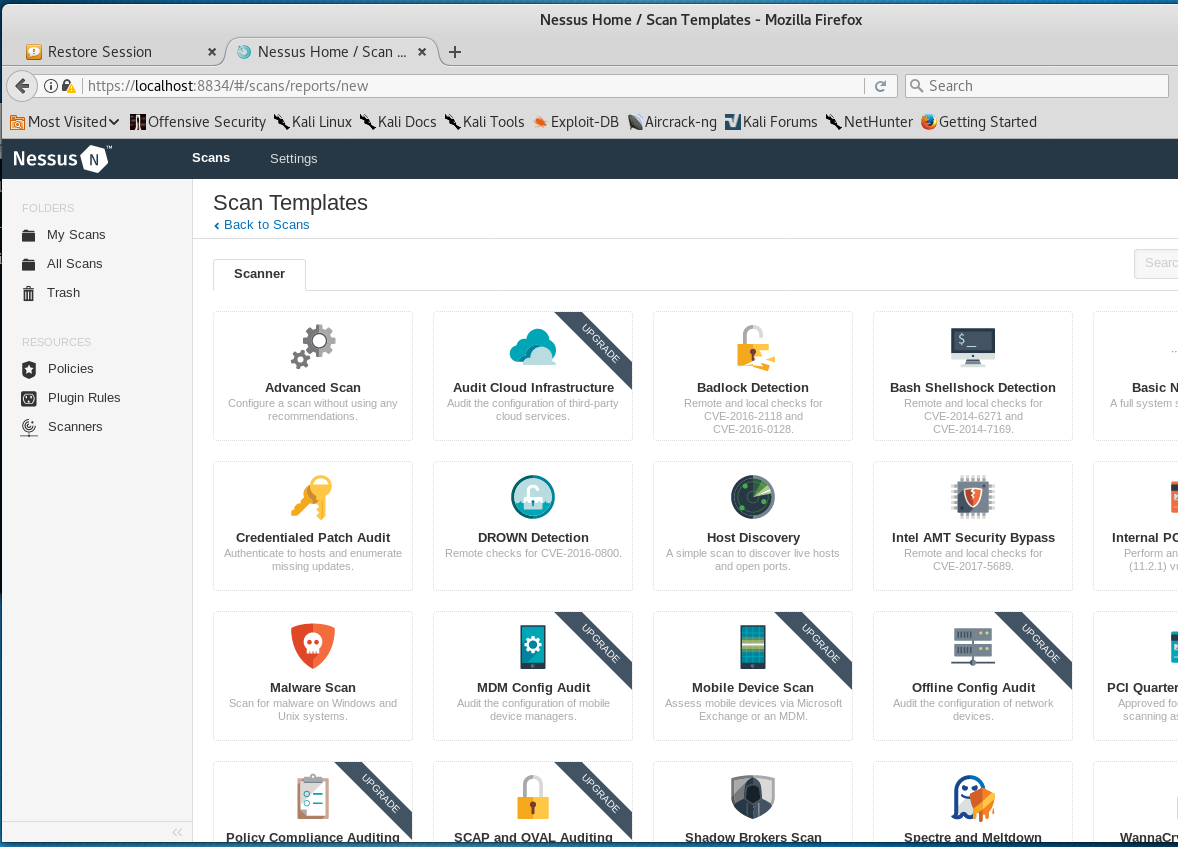 Nessus Home / Scan Templates - Mozilla Firefox
Restore Session × Nessus Home / Scan ... × +
https://localhost:8834/#/scans/reports/new Search
Most Visited Offensive Security Kali Linux Kali Docs Kali Tools Exploit-DB Aircrack-ng Kali Forums NetHunter Getting Started
Nessus N ™ Scans Settings
FOLDERS
My Scans
All Scans
Trash
RESOURCES
Policies
Plugin Rules
Scanners
«
Scan Templates
‹ Back to Scans
Scanner
Searc
Advanced Scan
Configure a scan without using any
recommendations.
UPGRADE
Audit Cloud Infrastructure
Audit the configuration of third-party
cloud services.
Badlock Detection
Remote and local checks for
CVE-2016-2118 and
CVE-2016-0128.
$_
Bash Shellshock Detection
Remote and local checks for
CVE-2014-6271 and
CVE-2014-7169.
Basic N
A full system s
Credentialed Patch Audit
Authenticate to hosts and enumerate
missing updates.
DROWN Detection
Remote checks for CVE-2016-0800.
Host Discovery
A simple scan to discover live hosts
and open ports.
Intel AMT Security Bypass
Remote and local checks for
CVE-2017-5689.
Internal PC
Perform an
(11.2.1) vu
Malware Scan
Scan for malware on Windows and
Unix systems.
UPGRADE
MDM Config Audit
Audit the configuration of mobile
device managers.
UPGRADE
Mobile Device Scan
Assess mobile devices via Microsoft
Exchange or an MDM.
UPGRADE
Offline Config Audit
Audit the configuration of network
devices.
PCI Quarter
Approved fo
scanning as
UPGRADE
Policy Compliance Auditing
UPGRADE
SCAP and OVAL Auditing
Shadow Brokers Scan
Spectre and Meltdown
WannaCry